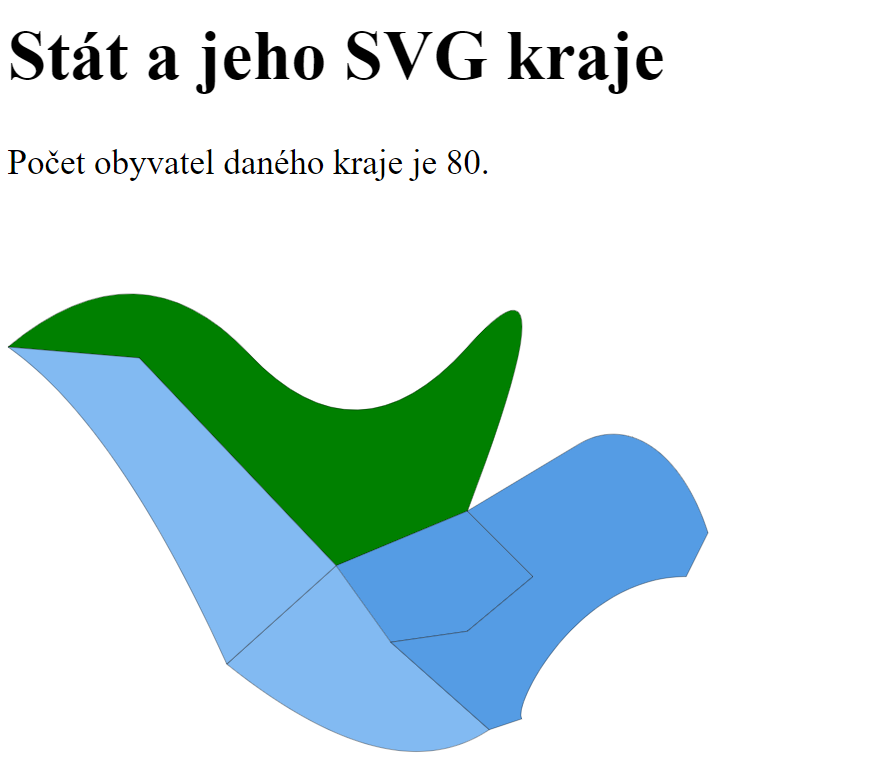 Stát a jeho SVG kraje
Počet obyvatel daného kraje je 80.